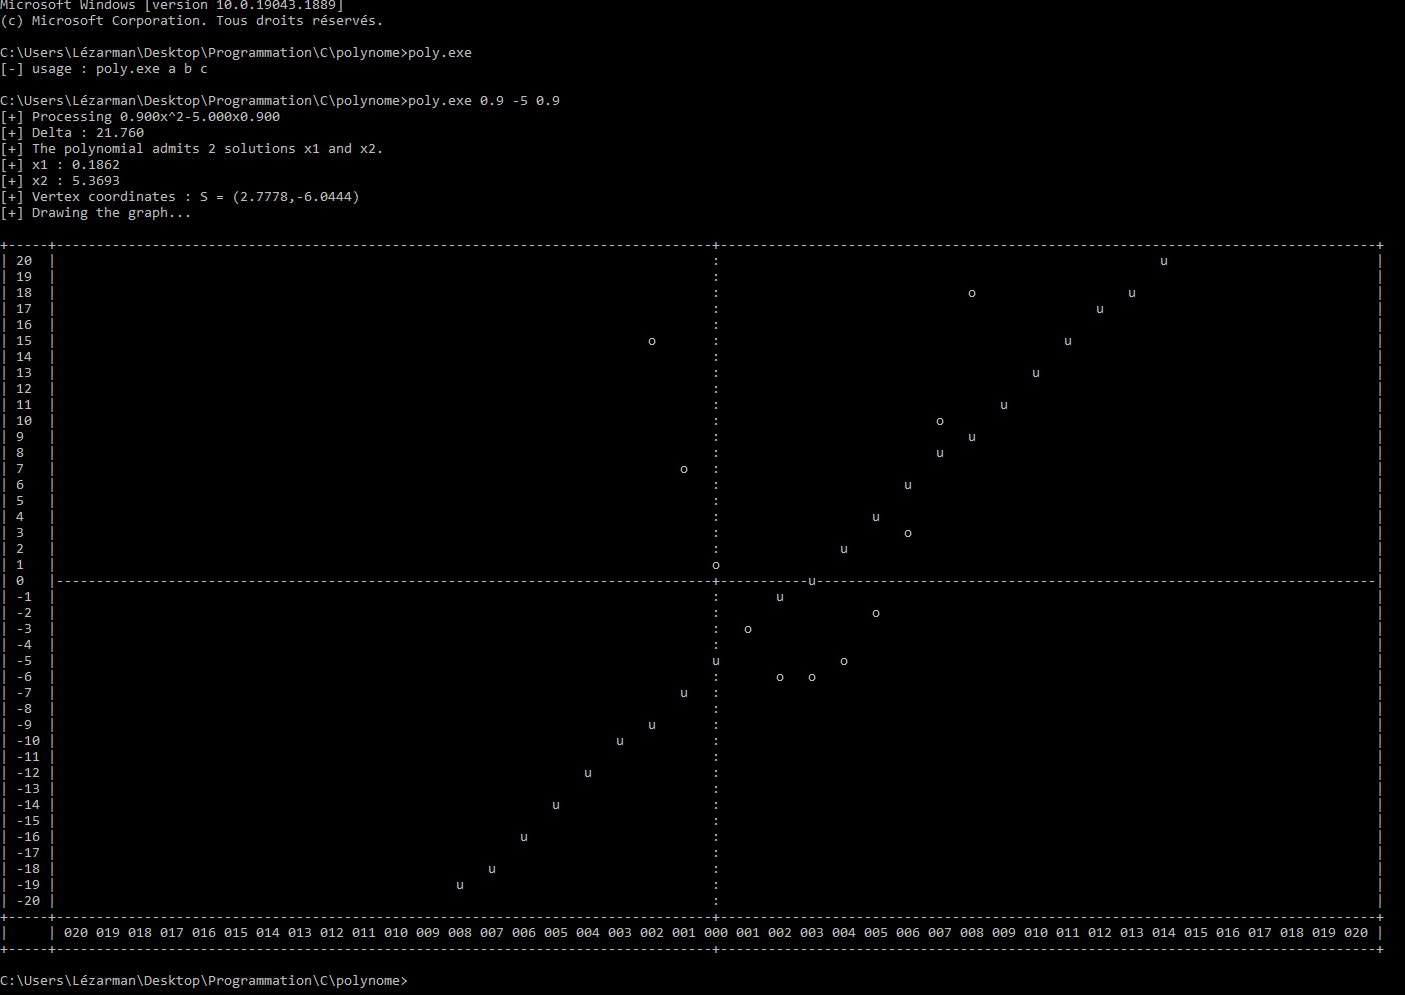 Microsoft Windows [version 10.0.19043.1889]
(c) Microsoft Corporation. Tous droits réservés.
C:\Users\Lézarman\Desktop\Programmation\C\polynome>poly.exe
[-] usage : poly.exe a b c
C:\Users\Lézarman\Desktop\Programmation\C\polynome>poly.exe 0.9 -5 0.9
[+] Processing 0.900x^2-5.000x0.900
[+] Delta : 21.760
[+] The polynomial admits 2 solutions x1 and x2.
[+] x1 : 0.1862
[+] x2 : 5.3693
[+] Vertex coordinates : S = (2.7778,-6.0444)
[+] Drawing the graph...
| 20 | : u |
| 19 | : |
| 18 | : o u |
| 17 | : u |
| 16 | : |
| 15 | o : u |
| 14 | : |
| 13 | : u |
| 12 | : |
| 11 | : u |
| 10 | : o |
| 9 | : u |
| 8 | : u |
| 7 | o : |
| 6 | : u |
| 5 | : |
| 4 | : u |
| 3 | : o |
| 2 | : u |
| 1 | o |
| 0 |-----+-----u-----|
| -1 | : u |
| -2 | : o |
| -3 | : o |
| -4 | : |
| -5 | u o |
| -6 | : o o |
| -7 | u : |
| -8 | : |
| -9 | u : |
| -10 | u : |
| -11 | : |
| -12 | u : |
| -13 | : |
| -14 | u : |
| -15 | : |
| -16 | u : |
| -17 | : |
| -18 | u : |
| -19 | u : |
| -20 | : |
| | 020 019 018 017 016 015 014 013 012 011 010 009 008 007 006 005 004 003 002 001 000 001 002 003 004 005 006 007 008 009 010 011 012 013 014 015 016 017 018 019 020 |
C:\Users\Lézarman\Desktop\Programmation\C\polynome>